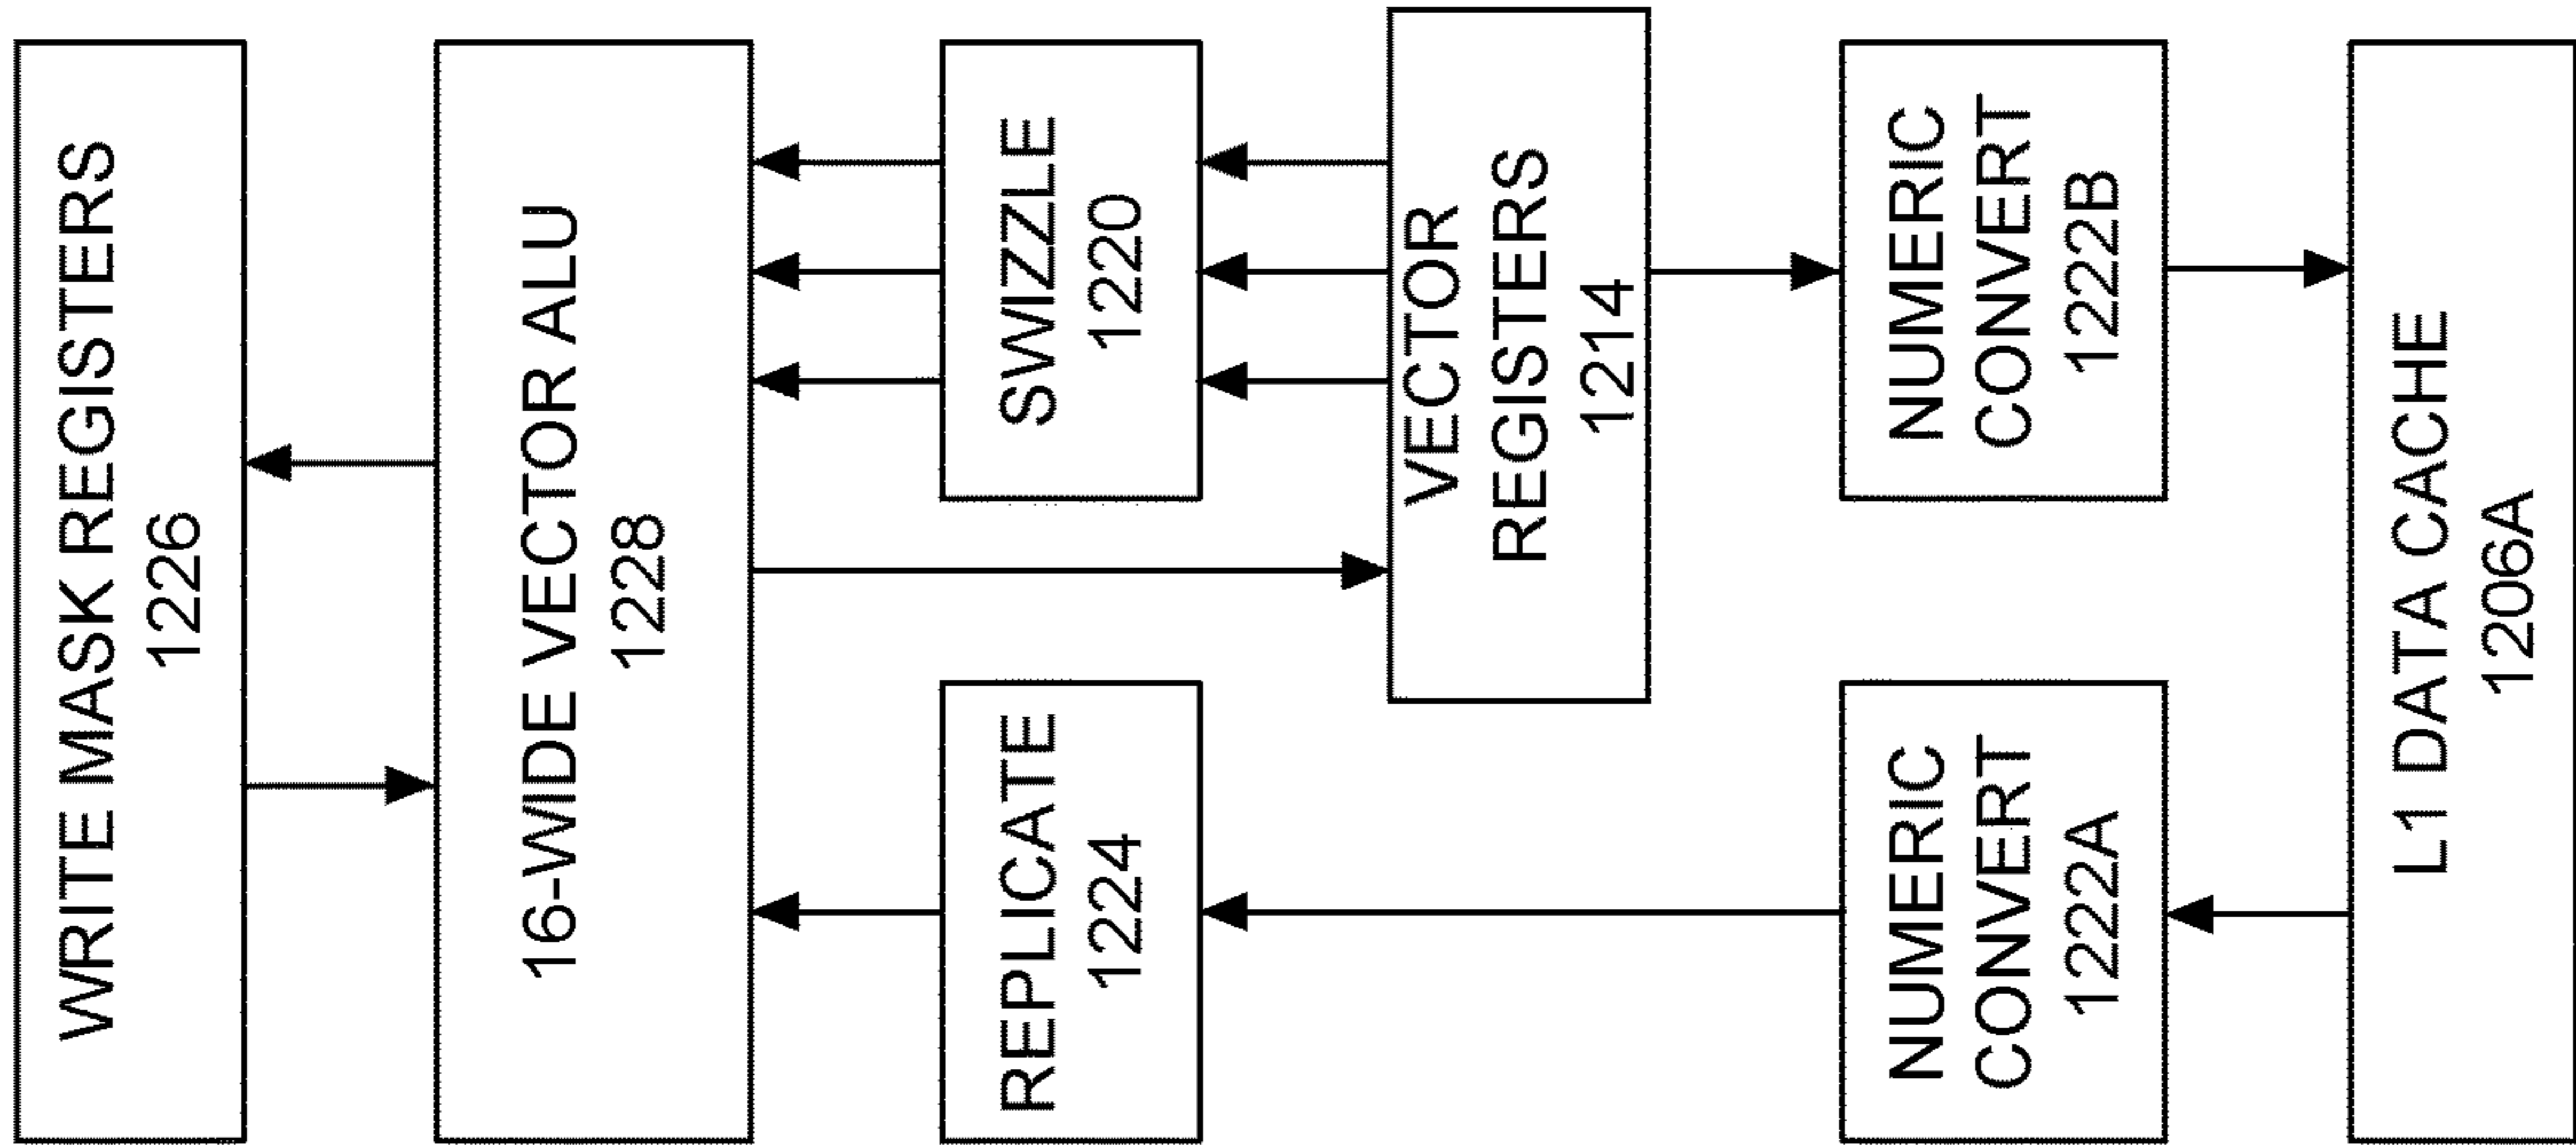 WRITE MASK REGISTERS
1226
16-WIDE VECTOR ALU
1228
REPLICATE
1224
SWIZZLE
1220
VECTOR
REGISTERS
1214
NUMERIC
CONVERT
1222A
NUMERIC
CONVERT
1222B
L1 DATA CACHE
1206A